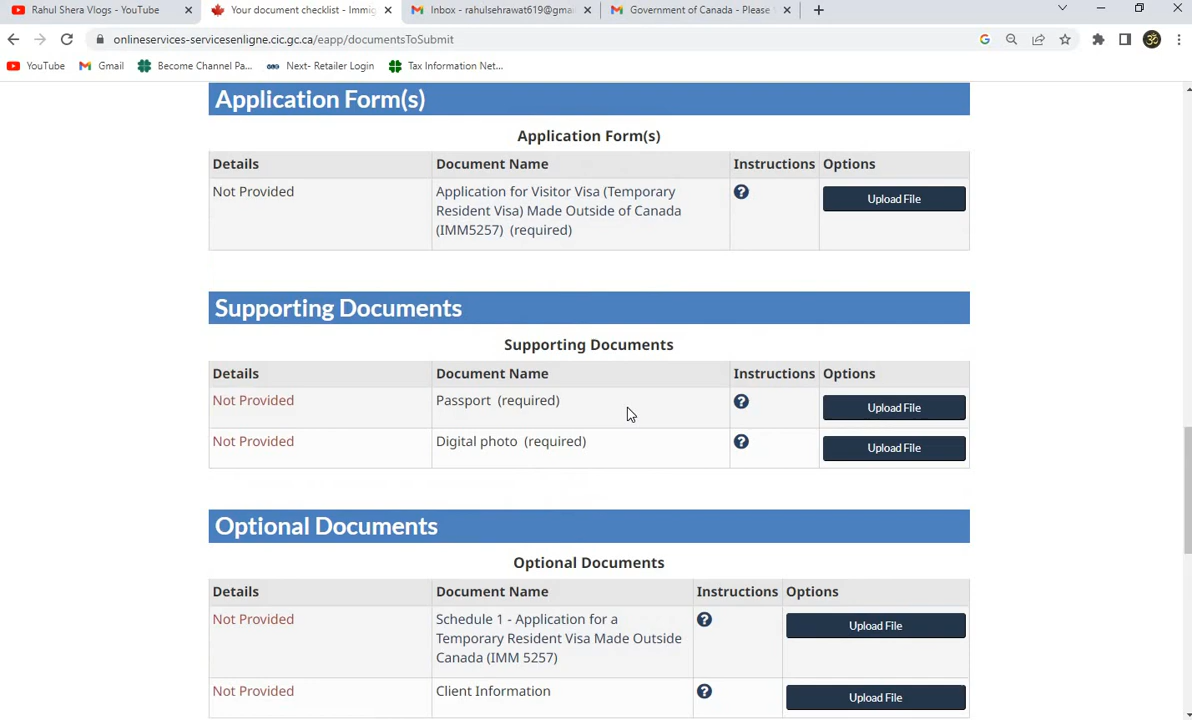 Rahul Shera Vlogs - YouTube
Your document checklist - Immig
Inbox - rahulsehrawat619@gma
Government of Canada - Please
onlineservices-servicesenligne.cic.gc.ca/eapp/documentsToSubmit
YouTube
Gmail
Become Channel Pa...
Next- Retailer Login
Tax Information Net...
Application Form(s)
Application Form(s)
Details Document Name Instructions Options
Not Provided Application for Visitor Visa (Temporary Upload File
Resident Visa) Made Outside of Canada
(IMM5257) (required)
Supporting Documents
Supporting Documents
Details Document Name Instructions Options
Not Provided Passport (required) Upload File
Not Provided Digital photo (required) Upload File
Optional Documents
Optional Documents
Details Document Name Instructions Options
Not Provided Schedule 1 - Application for a Upload File
Temporary Resident Visa Made Outside
Canada (IMM 5257)
Not Provided Client Information Upload File